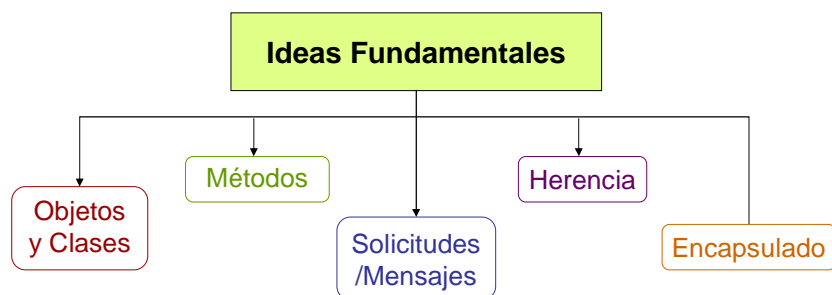 Ideas Fundamentales
Métodos
Herencia
Objetos
y Clases
Solicitudes
/Mensajes
Encapsulado